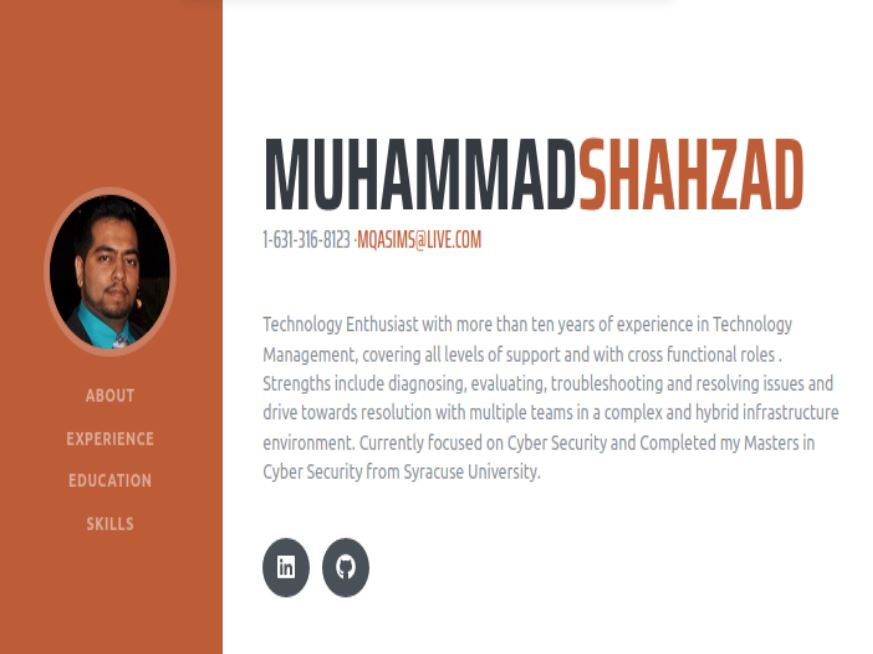 MUHAMMADSHAHZAD
1-631-316-8123 ·MQASIMS@LIVE.COM
Technology Enthusiast with more than ten years of experience in Technology
Management, covering all levels of support and with cross functional roles .
Strengths include diagnosing, evaluating, troubleshooting and resolving issues and
drive towards resolution with multiple teams in a complex and hybrid infrastructure
environment. Currently focused on Cyber Security and Completed my Masters in
Cyber Security from Syracuse University.
ABOUT
EXPERIENCE
EDUCATION
SKILLS
in